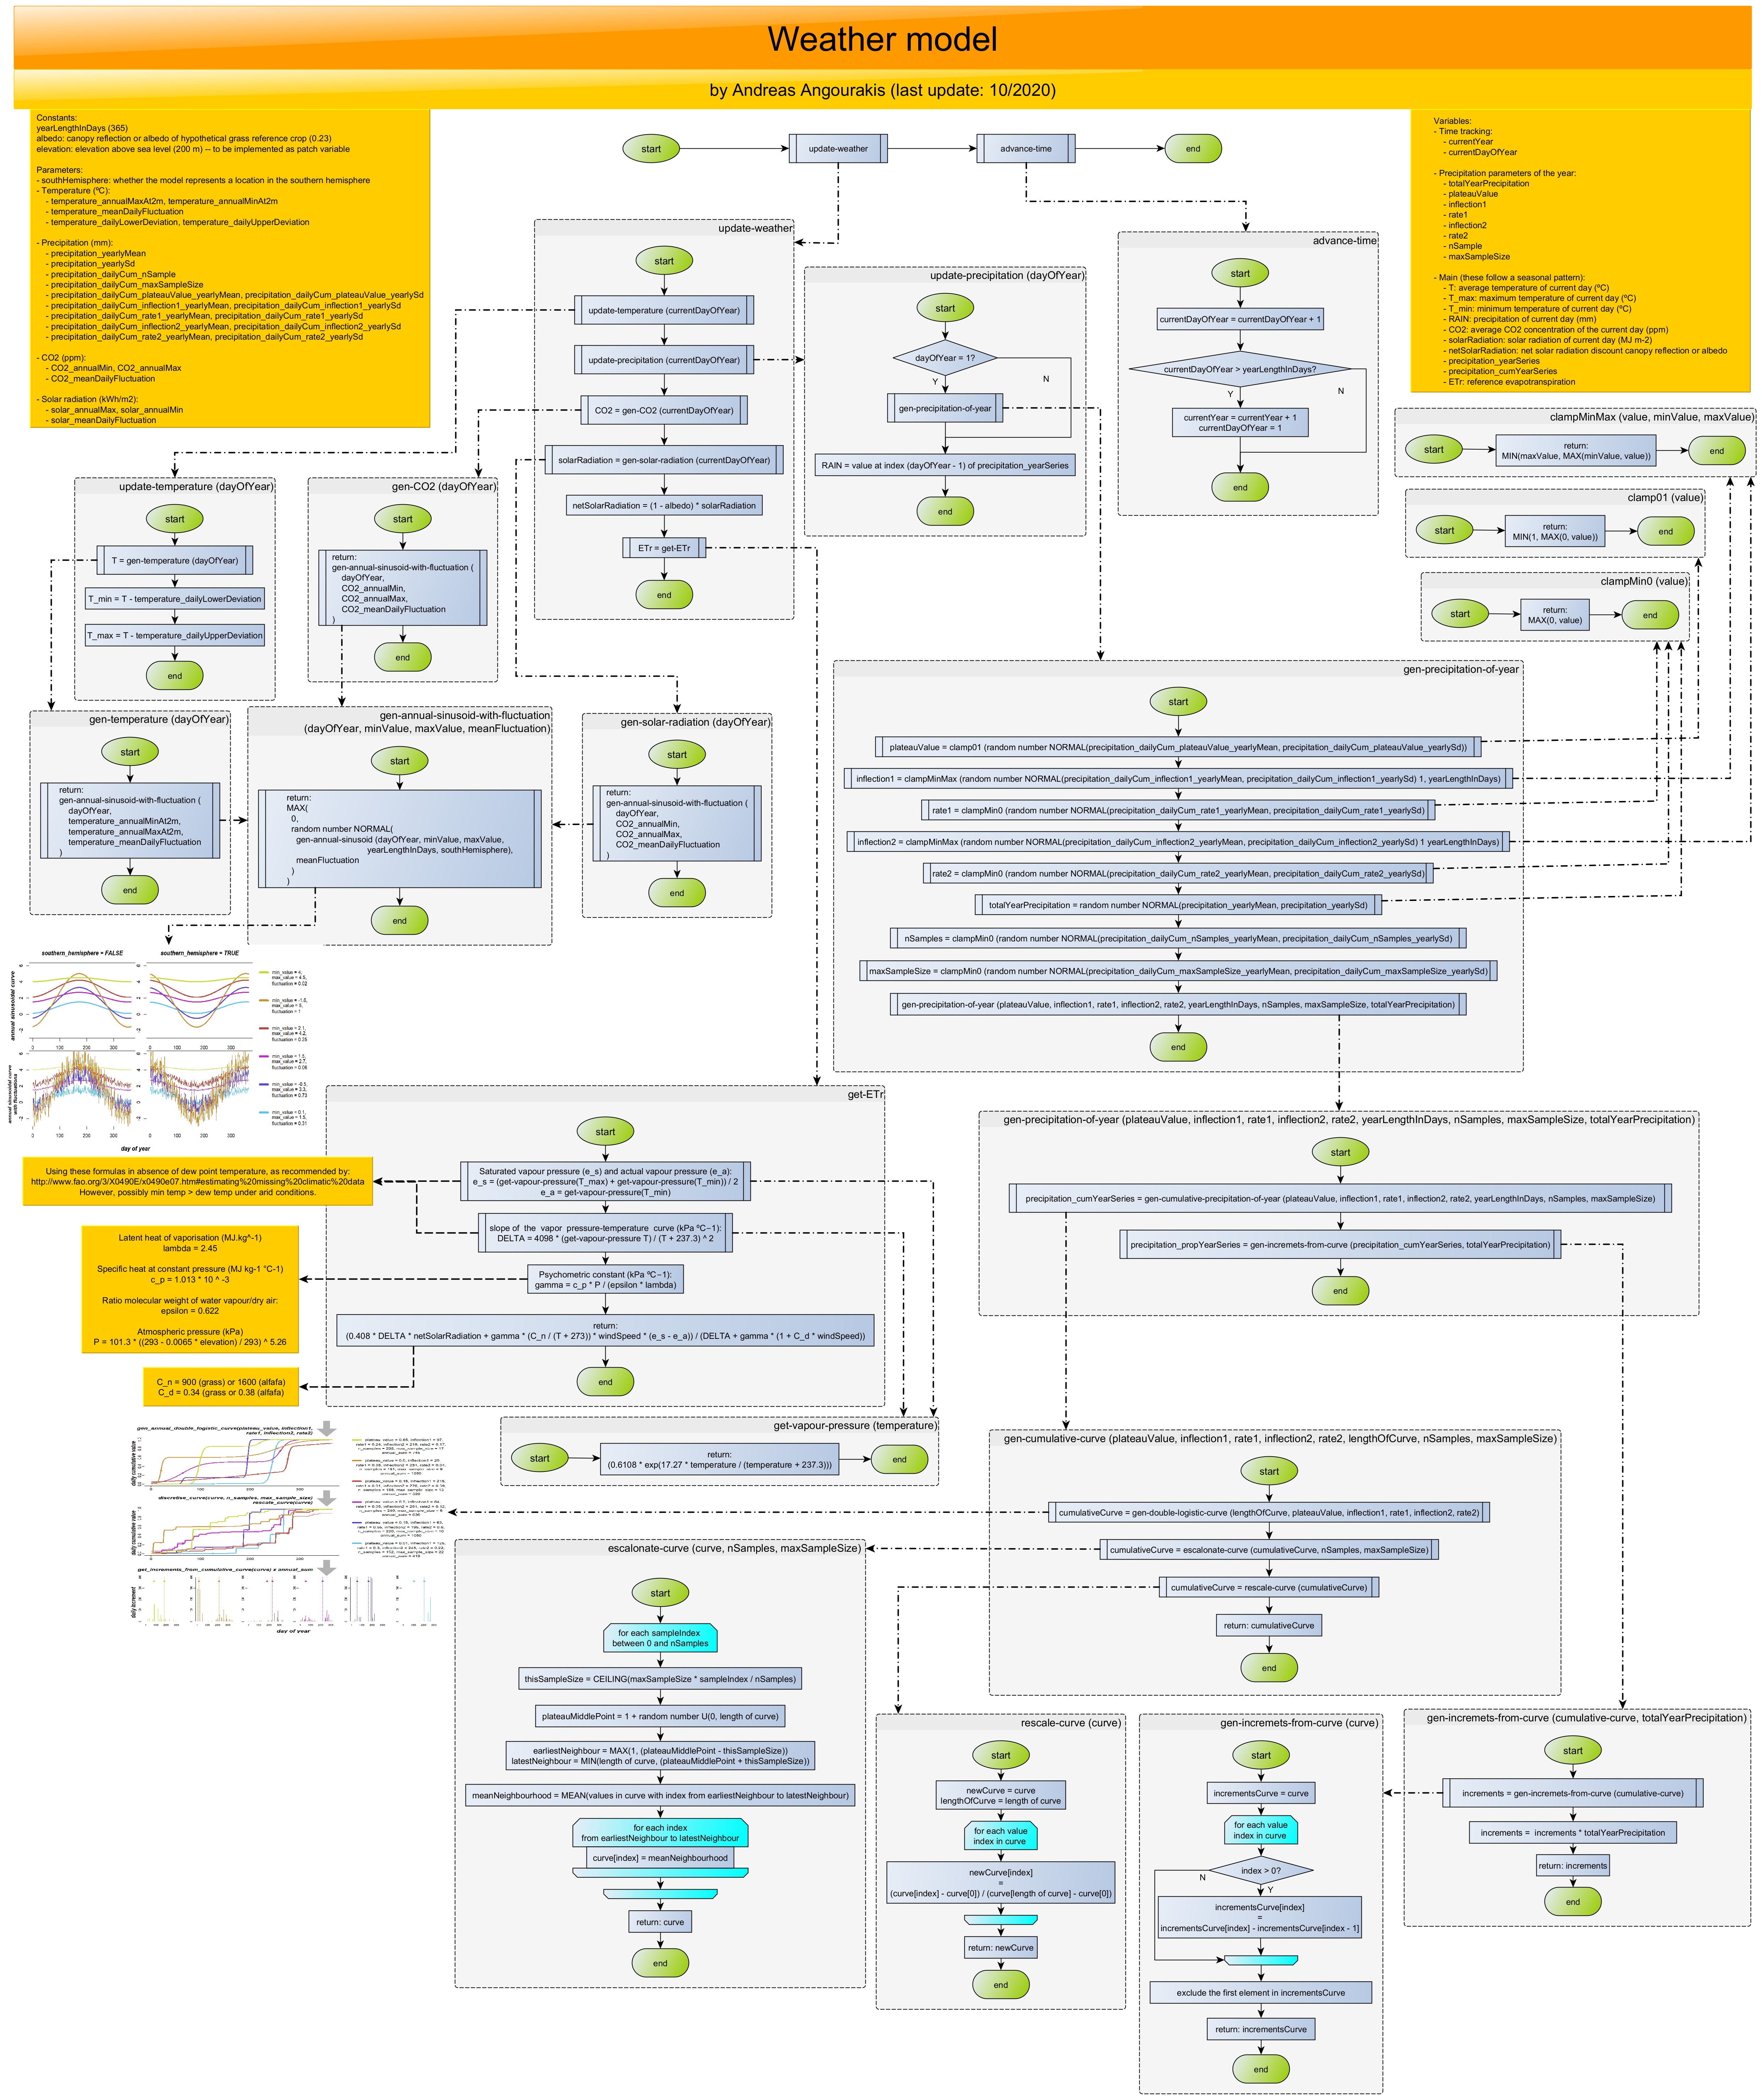 Weather model
by Andreas Angourakis (last update: 10/2020)
Constants:
yearLengthInDays (365)
albedo: canopy reflection or albedo of hypothetical grass reference crop (0.23)
elevation: elevation above sea level (200 m) -- to be implemented as patch variable
Parameters:
- southHemisphere: whether the model represents a location in the southern hemisphere
- Temperature (ºC):
- temperature_annualMaxAt2m, temperature_annualMinAt2m
- temperature_meanDailyFluctuation
- temperature_dailyLowerDeviation, temperature_dailyUpperDeviation
- Precipitation (mm):
- precipitation_yearlyMean
- precipitation_yearlySd
- precipitation_dailyCum_nSample
- precipitation_dailyCum_maxSampleSize
- precipitation_dailyCum_plateauValue_yearlyMean, precipitation_dailyCum_plateauValue_yearlySd
- precipitation_dailyCum_inflection1_yearlyMean, precipitation_dailyCum_inflection1_yearlySd
- precipitation_dailyCum_rate1_yearlyMean, precipitation_dailyCum_rate1_yearlySd
- precipitation_dailyCum_inflection2_yearlyMean, precipitation_dailyCum_inflection2_yearlySd
- precipitation_dailyCum_rate2_yearlyMean, precipitation_dailyCum_rate2_yearlySd
- CO2 (ppm):
- CO2_annualMin, CO2_annualMax
- CO2_meanDailyFluctuation
- Solar radiation (kWh/m2):
- solar_annualMax, solar_annualMin
- solar_meanDailyFluctuation
start
update-weather
advance-time
end
Variables:
- Time tracking:
- currentYear
- currentDayOfYear
- Precipitation parameters of the year:
- totalYearPrecipitation
- plateauValue
- inflection1
- rate1
- inflection2
- rate2
- nSample
- maxSampleSize
- Main (these follow a seasonal pattern):
- T: average temperature of current day (ºC)
- T_max: maximum temperature of current day (ºC)
- T_min: minimum temperature of current day (ºC)
- RAIN: precipitation of current day (mm)
- CO2: average CO2 concentration of the current day (ppm)
- solarRadiation: solar radiation of current day (MJ m-2)
- netSolarRadiation: net solar radiation discount canopy reflection or albedo
- precipitation_yearSeries
- precipitation_cumYearSeries
- ETr: reference evapotranspiration
update-weather
start
update-temperature (currentDayOfYear)
update-precipitation (currentDayOfYear)
CO2 = gen-CO2 (currentDayOfYear)
solarRadiation = gen-solar-radiation (currentDayOfYear)
netSolarRadiation = (1 - albedo) * solarRadiation
ETr = get-ETr
end
update-precipitation (dayOfYear)
start
dayOfYear = 1?
Y
N
gen-precipitation-of-year
RAIN = value at index (dayOfYear - 1) of precipitation_yearSeries
end
advance-time
start
currentDayOfYear = currentDayOfYear + 1
currentDayOfYear > yearLengthInDays?
Y
N
currentYear = currentYear + 1
currentDayOfYear = 1
end
clampMinMax (value, minValue, maxValue)
start
return:
MIN(maxValue, MAX(minValue, value))
end
clamp01 (value)
start
return:
MIN(1, MAX(0, value))
end
clampMin0 (value)
start
return:
MAX(0, value)
end
update-temperature (dayOfYear)
start
T = gen-temperature (dayOfYear)
T_min = T - temperature_dailyLowerDeviation
T_max = T - temperature_dailyUpperDeviation
end
gen-CO2 (dayOfYear)
start
return:
gen-annual-sinusoid-with-fluctuation (
dayOfYear,
CO2_annualMin,
CO2_annualMax,
CO2_meanDailyFluctuation
)
end
gen-temperature (dayOfYear)
start
return:
gen-annual-sinusoid-with-fluctuation (
dayOfYear,
temperature_annualMinAt2m,
temperature_annualMaxAt2m,
temperature_meanDailyFluctuation
)
end
gen-annual-sinusoid-with-fluctuation
(dayOfYear, minValue, maxValue, meanFluctuation)
start
return:
MAX(
0,
random number NORMAL(
gen-annual-sinusoid (dayOfYear, minValue, maxValue,
yearLengthInDays, southHemisphere),
meanFluctuation
)
)
end
gen-solar-radiation (dayOfYear)
start
return:
gen-annual-sinusoid-with-fluctuation (
dayOfYear,
CO2_annualMin,
CO2_annualMax,
CO2_meanDailyFluctuation
)
end
gen-precipitation-of-year
start
plateauValue = clamp01 (random number NORMAL(precipitation_dailyCum_plateauValue_yearlyMean, precipitation_dailyCum_plateauValue_yearlySd))
inflection1 = clampMinMax (random number NORMAL(precipitation_dailyCum_inflection1_yearlyMean, precipitation_dailyCum_inflection1_yearlySd) 1, yearLengthInDays)
rate1 = clampMin0 (random number NORMAL(precipitation_dailyCum_rate1_yearlyMean, precipitation_dailyCum_rate1_yearlySd)
inflection2 = clampMinMax (random number NORMAL(precipitation_dailyCum_inflection2_yearlyMean, precipitation_dailyCum_inflection2_yearlySd) 1 yearLengthInDays)
rate2 = clampMin0 (random number NORMAL(precipitation_dailyCum_rate2_yearlyMean, precipitation_dailyCum_rate2_yearlySd)
totalYearPrecipitation = random number NORMAL(precipitation_yearlyMean, precipitation_yearlySd)
nSamples = clampMin0 (random number NORMAL(precipitation_dailyCum_nSamples_yearlyMean, precipitation_dailyCum_nSamples_yearlySd)
maxSampleSize = clampMin0 (random number NORMAL(precipitation_dailyCum_maxSampleSize_yearlyMean, precipitation_dailyCum_maxSampleSize_yearlySd)
gen-precipitation-of-year (plateauValue, inflection1, rate1, inflection2, rate2, yearLengthInDays, nSamples, maxSampleSize, totalYearPrecipitation)
end
southern_hemisphere = FALSE
southern_hemisphere = TRUE
annual sinusoidal curve
0 100 200 300
0 100 200 300
annual sinusoidal curve
with fluctuations
0 100 200 300
0 100 200 300
day of year
min_value = 4,
max_value = 4.5,
fluctuation = 0.02
min_value = -1.6,
max_value = 5,
fluctuation = 1
min_value = 2.1,
max_value = 4.2,
fluctuation = 0.35
min_value = 1.5,
max_value = 2.7,
fluctuation = 0.08
min_value = -0.5,
max_value = 3.3,
fluctuation = 0.73
min_value = 0.1,
max_value = 1.5,
fluctuation = 0.31
get-ETr
start
Saturated vapour pressure (e_s) and actual vapour pressure (e_a):
e_s = (get-vapour-pressure(T_max) + get-vapour-pressure(T_min)) / 2
e_a = get-vapour-pressure(T_min)
slope of the vapor pressure-temperature curve (kPa ºC−1):
DELTA = 4098 * (get-vapour-pressure T) / (T + 237.3) ^ 2
Psychometric constant (kPa ºC−1):
gamma = c_p * P / (epsilon * lambda)
return:
(0.408 * DELTA * netSolarRadiation + gamma * (C_n / (T + 273)) * windSpeed * (e_s - e_a)) / (DELTA + gamma * (1 + C_d * windSpeed))
end
Using these formulas in absence of dew point temperature, as recommended by:
http://www.fao.org/3/X0490E/x0490e07.htm#estimating%20missing%20climatic%20data
However, possibly min temp > dew temp under arid conditions.
Latent heat of vaporisation (MJ.kg^-1)
lambda = 2.45
Specific heat at constant pressure (MJ kg-1 °C-1)
c_p = 1.013 * 10 ^ -3
Ratio molecular weight of water vapour/dry air:
epsilon = 0.622
Atmospheric pressure (kPa)
P = 101.3 * ((293 - 0.0065 * elevation) / 293) ^ 5.26
C_n = 900 (grass) or 1600 (alfafa)
C_d = 0.34 (grass or 0.38 (alfafa)
gen-precipitation-of-year (plateauValue, inflection1, rate1, inflection2, rate2, yearLengthInDays, nSamples, maxSampleSize, totalYearPrecipitation)
start
precipitation_cumYearSeries = gen-cumulative-precipitation-of-year (plateauValue, inflection1, rate1, inflection2, rate2, yearLengthInDays, nSamples, maxSampleSize)
precipitation_propYearSeries = gen-incremets-from-curve (precipitation_cumYearSeries, totalYearPrecipitation)
end
get-vapour-pressure (temperature)
start
return:
(0.6108 * exp(17.27 * temperature / (temperature + 237.3)))
end
gen_annual_double_logistic_curve(plateau_value, inflection1,
rate1, inflection2, rate2)
daily cumulative value
0 100 200 300
discretise_curve(curve, n_samples, max_sample_size)
rescale_curve(curve)
daily cumulative value
0 100 200 300
get_increments_from_cumulative_curve(curve) x annual_sum
daily increment
day of year
gen-cumulative-curve (plateauValue, inflection1, rate1, inflection2, rate2, lengthOfCurve, nSamples, maxSampleSize)
start
cumulativeCurve = gen-double-logistic-curve (lengthOfCurve, plateauValue, inflection1, rate1, inflection2, rate2)
cumulativeCurve = escalonate-curve (cumulativeCurve, nSamples, maxSampleSize)
cumulativeCurve = rescale-curve (cumulativeCurve)
return: cumulativeCurve
end
escalonate-curve (curve, nSamples, maxSampleSize)
start
for each sampleIndex
between 0 and nSamples
thisSampleSize = CEILING(maxSampleSize * sampleIndex / nSamples)
plateauMiddlePoint = 1 + random number U(0, length of curve)
earliestNeighbour = MAX(1, (plateauMiddlePoint - thisSampleSize))
latestNeighbour = MIN(length of curve, (plateauMiddlePoint + thisSampleSize))
meanNeighbourhood = MEAN(values in curve with index from earliestNeighbour to latestNeighbour)
for each index
from earliestNeighbour to latestNeighbour
curve[index] = meanNeighbourhood
return: curve
end
rescale-curve (curve)
start
newCurve = curve
lengthOfCurve = length of curve
for each value
index in curve
newCurve[index]
=
(curve[index] - curve[0]) / (curve[length of curve] - curve[0])
return: newCurve
end
gen-incremets-from-curve (curve)
start
incrementsCurve = curve
for each value
index in curve
index > 0?
N
Y
incrementsCurve[index]
=
incrementsCurve[index] - incrementsCurve[index - 1]
exclude the first element in incrementsCurve
return: incrementsCurve
end
gen-incremets-from-curve (cumulative-curve, totalYearPrecipitation)
start
increments = gen-incremets-from-curve (cumulative-curve)
increments = increments * totalYearPrecipitation
return: increments
end